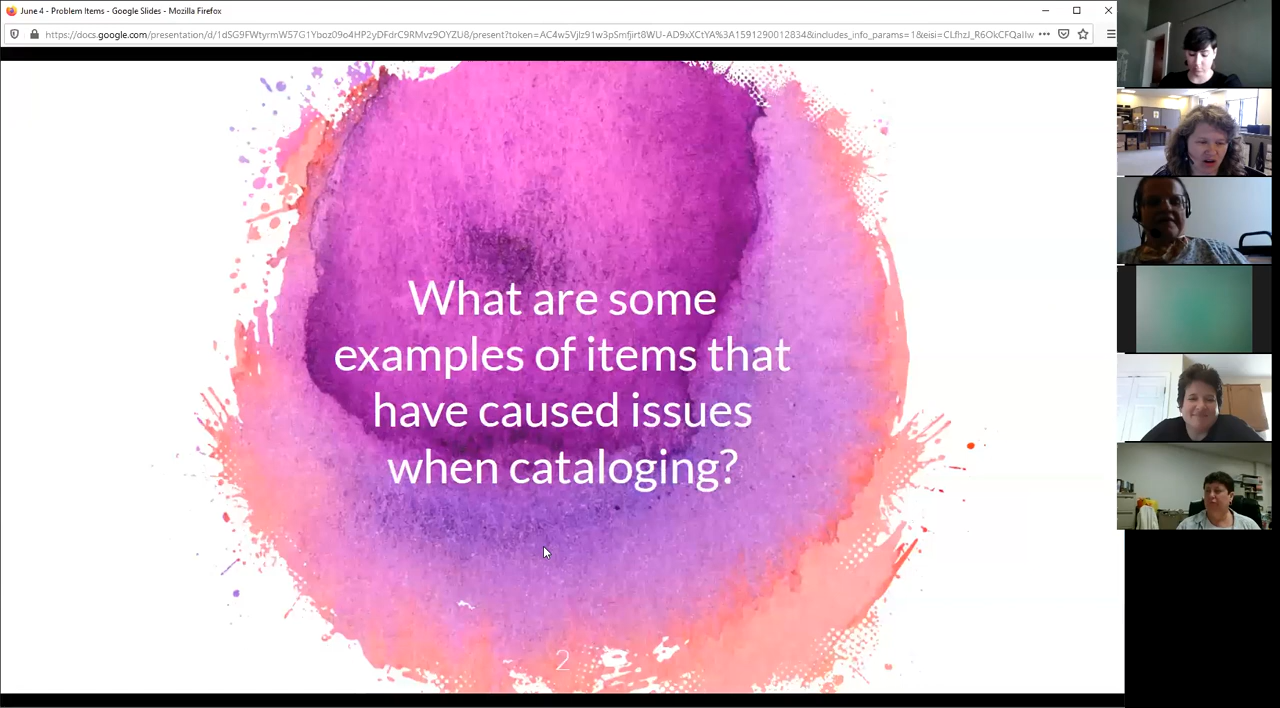 June 4 - Problem Items - Google Slides - Mozilla Firefox
What are some
examples of items that
have caused issues
when cataloging?
2